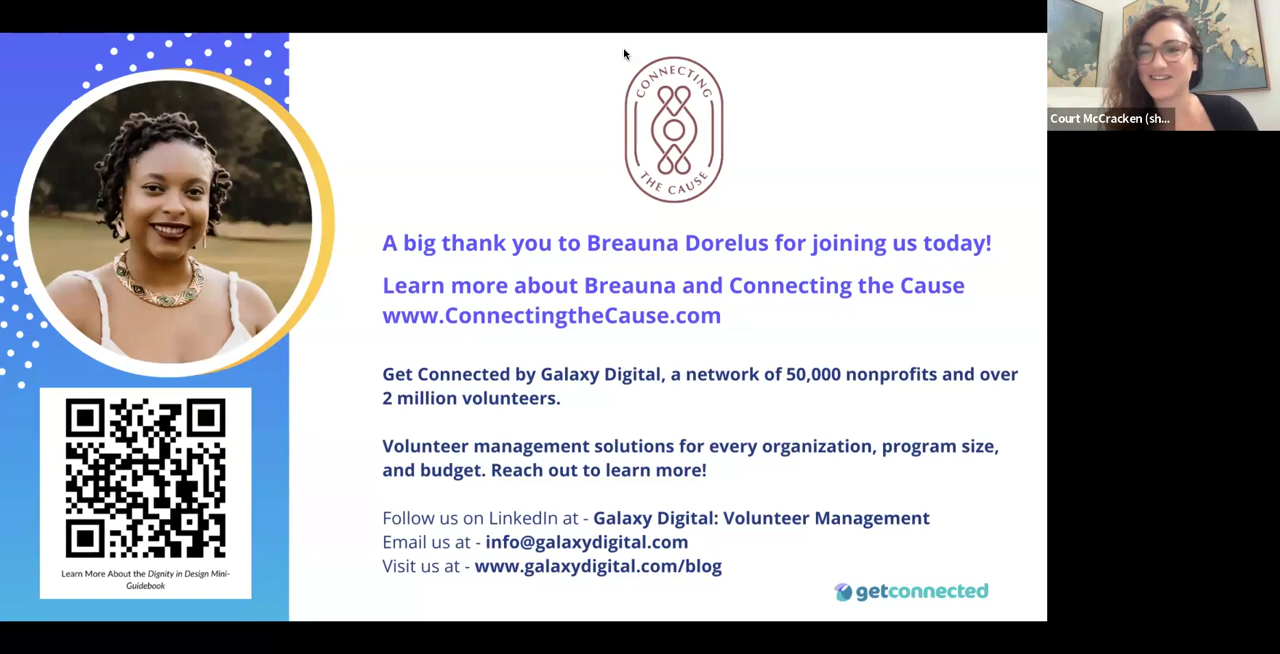 CONNECTING
THE CAUSE
Court McCracken (sh...
A big thank you to Breauna Dorelus for joining us today!
Learn more about Breauna and Connecting the Cause
www.ConnectingtheCause.com
Get Connected by Galaxy Digital, a network of 50,000 nonprofits and over
2 million volunteers.
Volunteer management solutions for every organization, program size,
and budget. Reach out to learn more!
Follow us on LinkedIn at - Galaxy Digital: Volunteer Management
Email us at - info@galaxydigital.com
Visit us at - www.galaxydigital.com/blog
Learn More About the Dignity in Design Mini-
Guidebook
getconnected